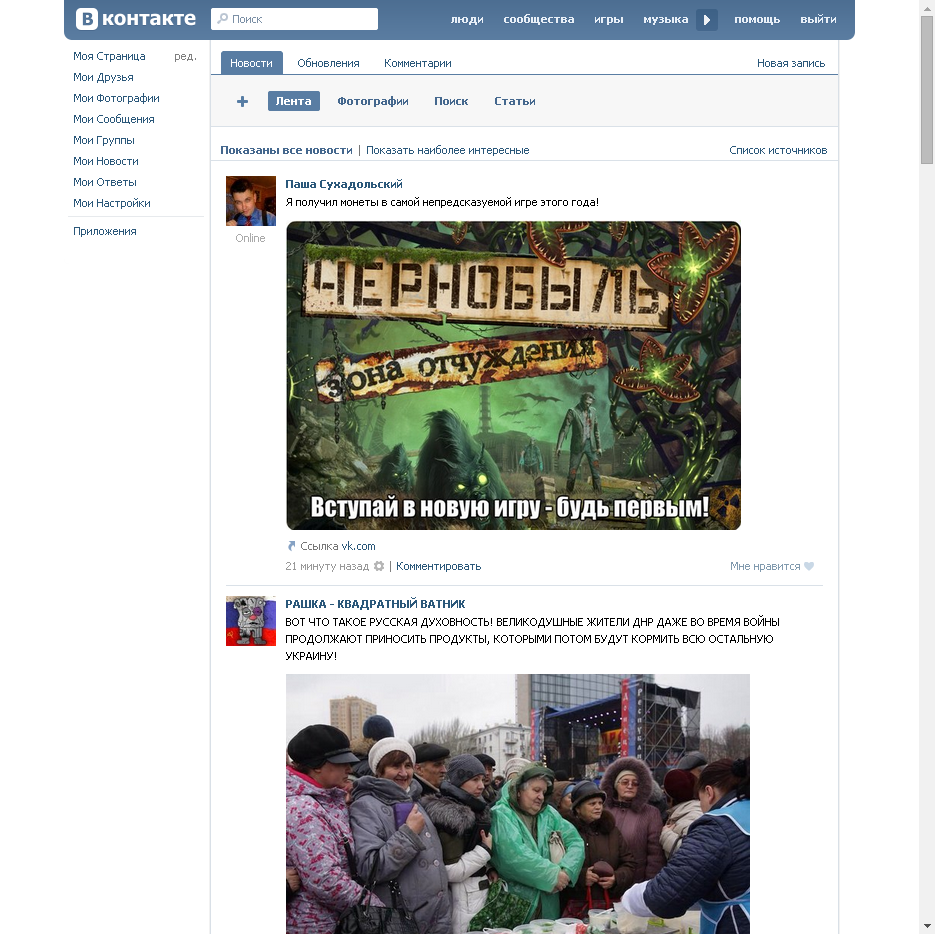 В контакте
Поиск
люди сообщества игры музыка помощь выйти
Моя Страница ред.
Мои Друзья
Мои Фотографии
Мои Сообщения
Мои Группы
Мои Новости
Мои Ответы
Мои Настройки
Приложения
Новости Обновления Комментарии Новая запись
+ Лента Фотографии Поиск Статьи
Показаны все новости | Показать наиболее интересные Список источников
Паша Сухадольский
Я получил монеты в самой непредсказуемой игре этого года!
Online
ЧЕРНОБЫЛЬ
зона отчуждения
Вступай в новую игру - будь первым!
Ссылка vk.com
21 минуту назад | Комментировать Мне нравится
РАШКА - КВАДРАТНЫЙ ВАТНИК
ВОТ ЧТО ТАКОЕ РУССКАЯ ДУХОВНОСТЬ! ВЕЛИКОДУШНЫЕ ЖИТЕЛИ ДНР ДАЖЕ ВО ВРЕМЯ ВОЙНЫ
ПРОДОЛЖАЮТ ПРИНОСИТЬ ПРОДУКТЫ, КОТОРЫМИ ПОТОМ БУДУТ КОРМИТЬ ВСЮ ОСТАЛЬНУЮ
УКРАИНУ!